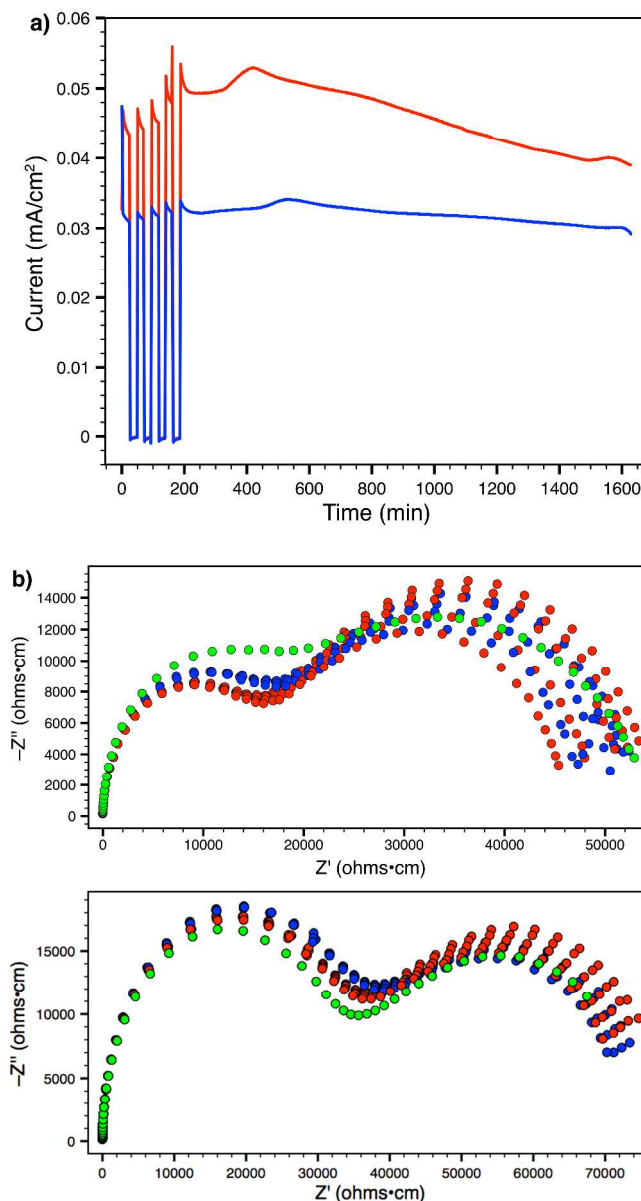 a)
0.06
0.05
0.04
0.03
0.02
0.01
0
Current (mA/cm²)
0 200 400 600 800 1000 1200 1400 1600
Time (min)
b)
14000
12000
10000
8000
6000
4000
2000
0
–Z" (ohms•cm)
0 10000 20000 30000 40000 50000
Z' (ohms•cm)
15000
10000
5000
0
–Z" (ohms•cm)
0 10000 20000 30000 40000 50000 60000 70000
Z' (ohms•cm)